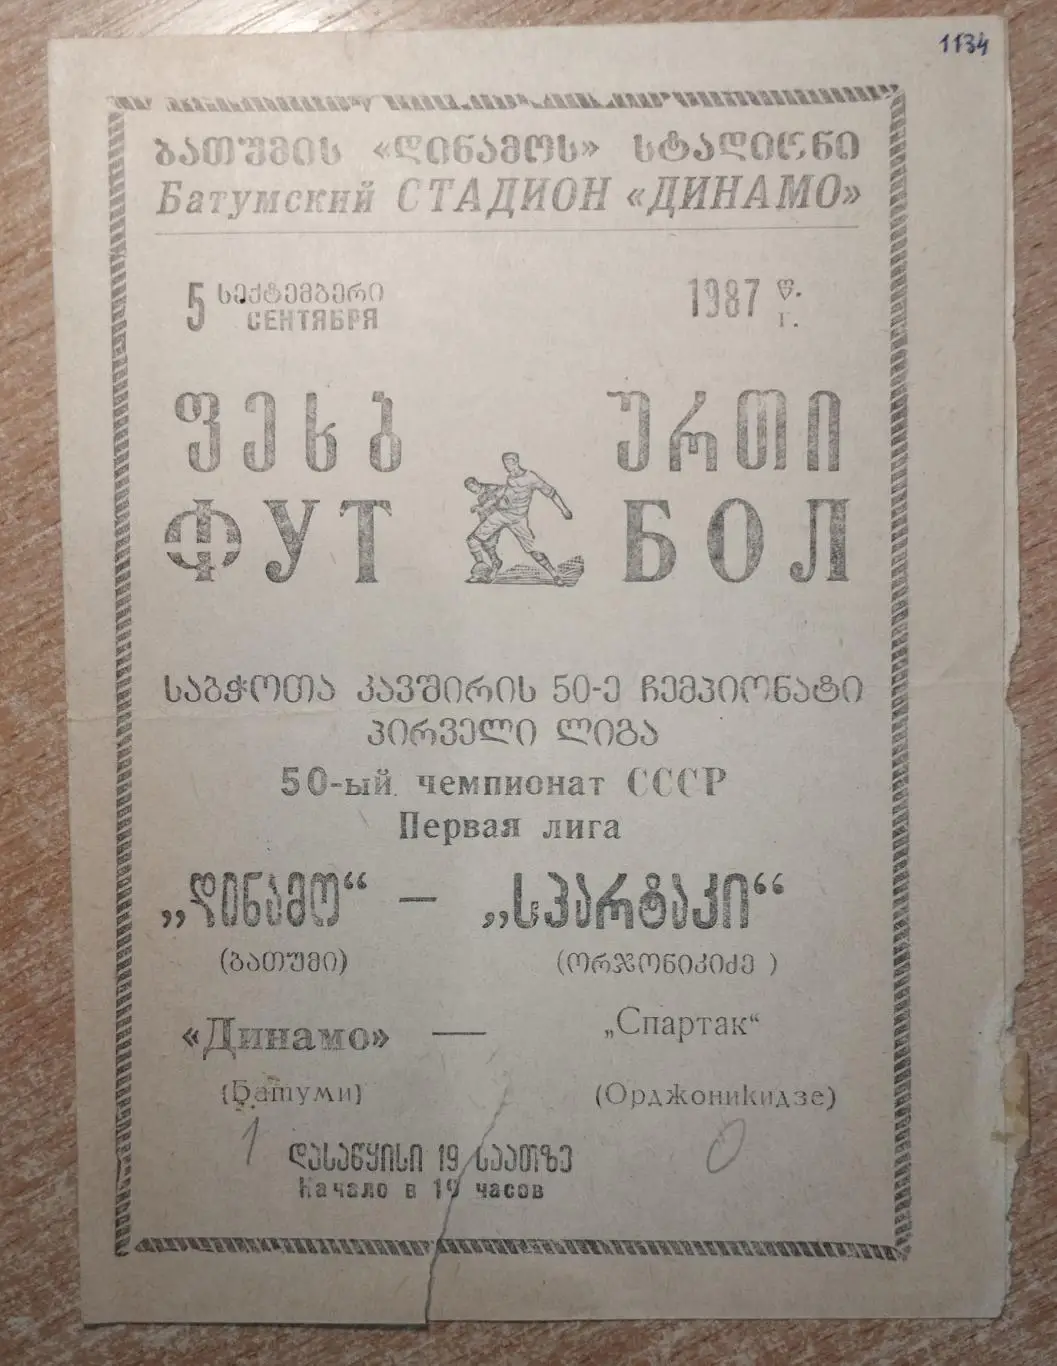 1134
ბათუმის «დინამოს» სტადიონი
Батумский СТАДИОН «ДИНАМО»
5 სექტემბერი 1987 წ.
СЕНТЯБРЯ г.
ფეხბ ურთი
ФУТ БОЛ
საბჭოთა კავშირის 50-ე ჩემპიონატი
პირველი ლიგა
50-ый чемпионат СССР
Первая лига
„დინამო“ — „სპარტაკი“
(ბათუმი) (ორჯონიკიძე)
«Динамо» — „Спартак“
(Батуми) (Орджоникидзе)
1 0
დასაწყისი 19 საათზე
Начало в 19 часов